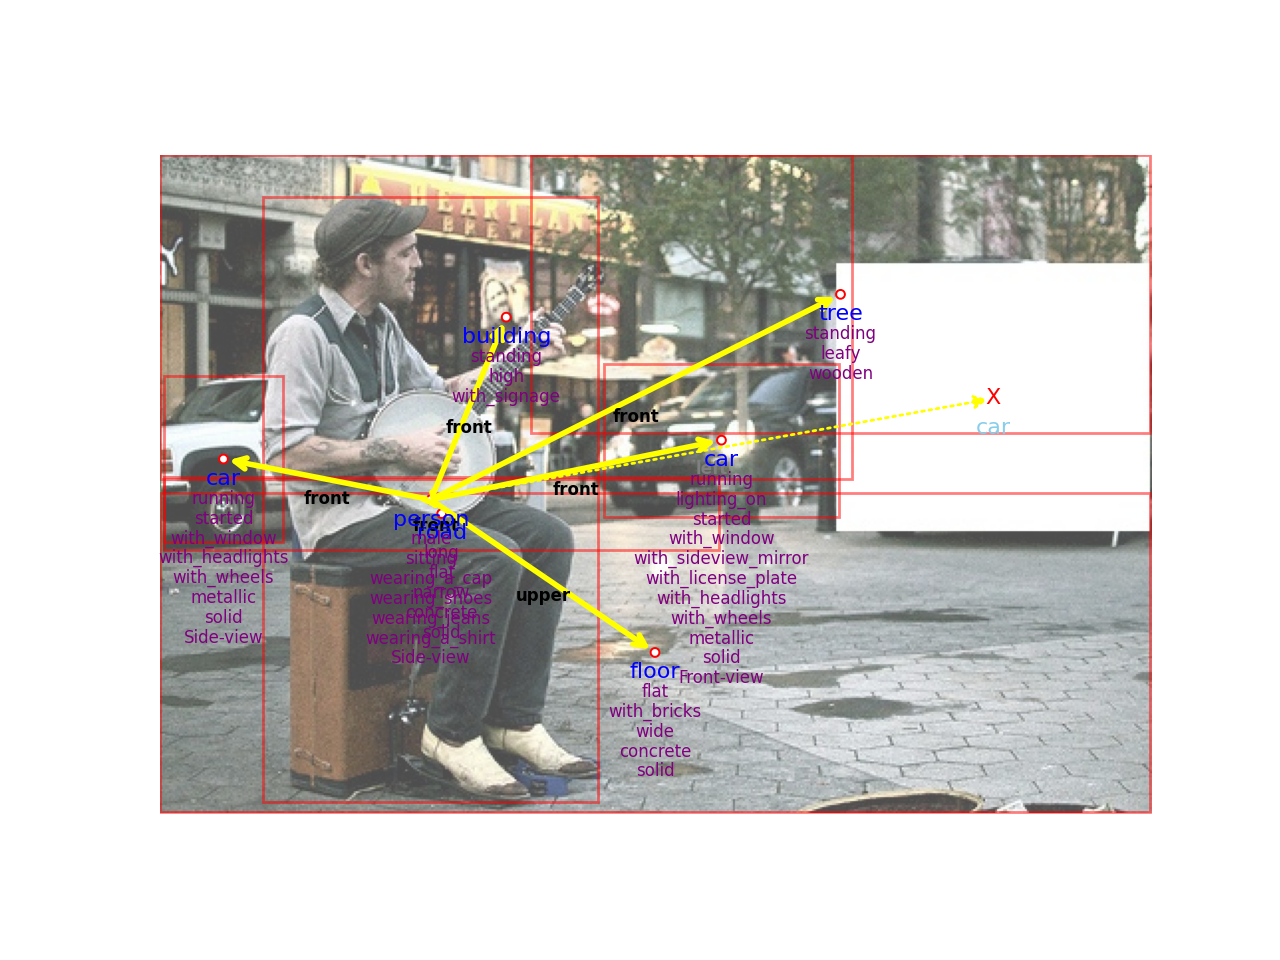 HEARTLAND
BREW
building
standing
high
with_signage
tree
standing
leafy
wooden
X
car
front
front
front
front
front
upper
car
running
started
with_window
with_headlights
with_wheels
metallic
solid
Side-view
person
male
sitting
wearing_a_cap
wearing_shoes
wearing_jeans
wearing_a_shirt
Side-view
road
long
flat
narrow
concrete
solid
car
running
lighting_on
started
with_window
with_sideview_mirror
with_license_plate
with_headlights
with_wheels
metallic
solid
Front-view
floor
flat
with_bricks
wide
concrete
solid